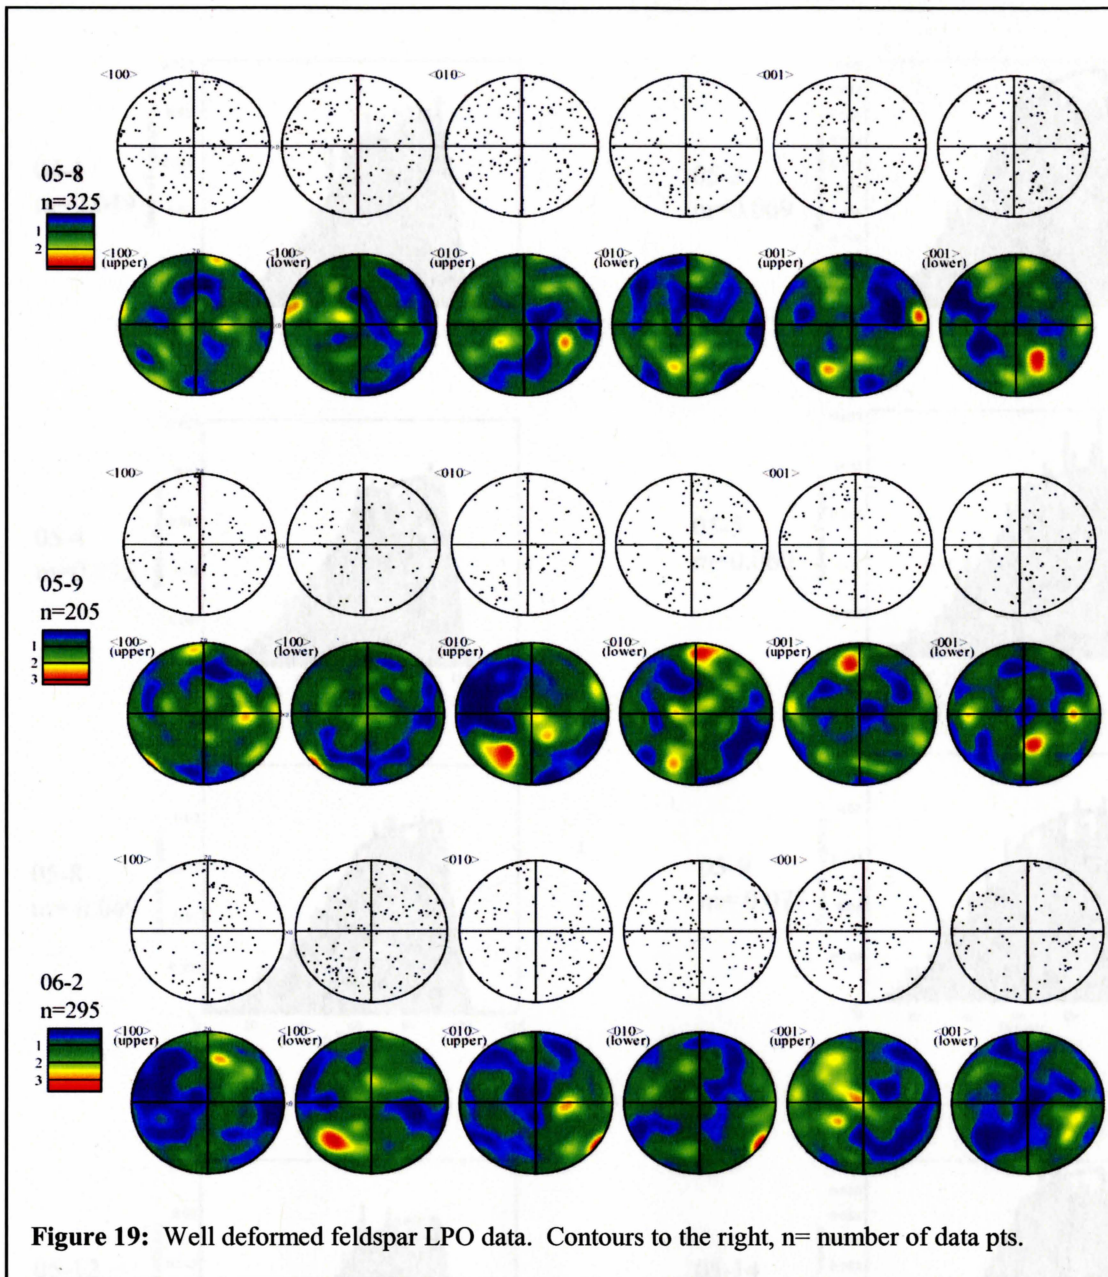 <100> <010> <001>
05-8
n=325
1
2
<100> (upper) <100> (lower) <010> (upper) <010> (lower) <001> (upper) <001> (lower)
<100> <010> <001>
05-9
n=205
1
2
3
<100> (upper) <100> (lower) <010> (upper) <010> (lower) <001> (upper) <001> (lower)
<100> <010> <001>
06-2
n=295
1
2
3
<100> (upper) <100> (lower) <010> (upper) <010> (lower) <001> (upper) <001> (lower)
Figure 19: Well deformed feldspar LPO data. Contours to the right, n= number of data pts.